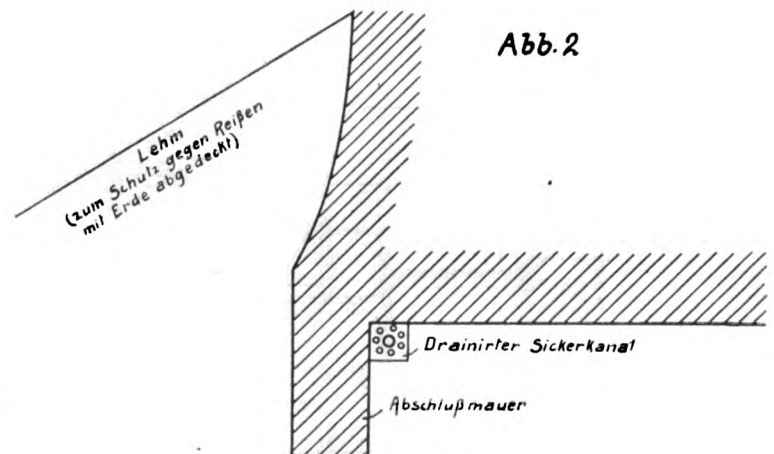 Abb. 2
Lehm
(zum Schutz gegen Reißen
mit Erde abgedeckt)
Drainirter Sickerkanal
Abschlußmauer